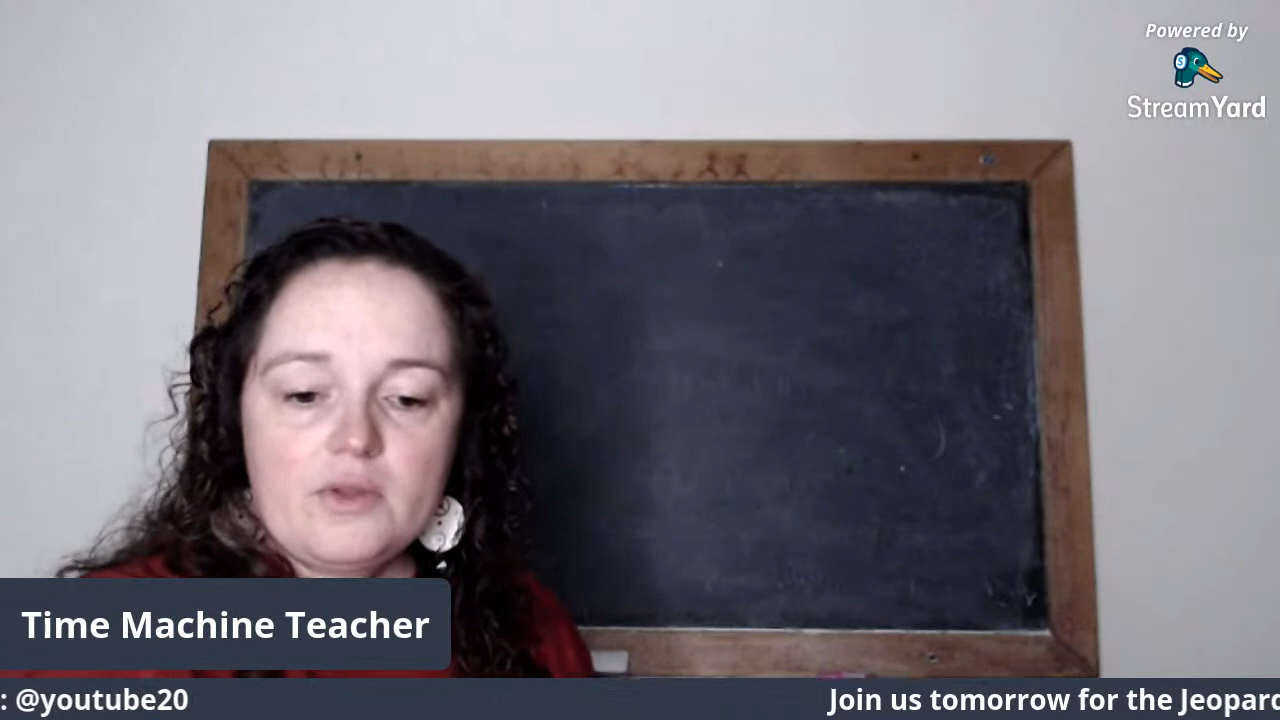 Powered by
StreamYard
Time Machine Teacher
: @youtube20
Join us tomorrow for the Jeopard